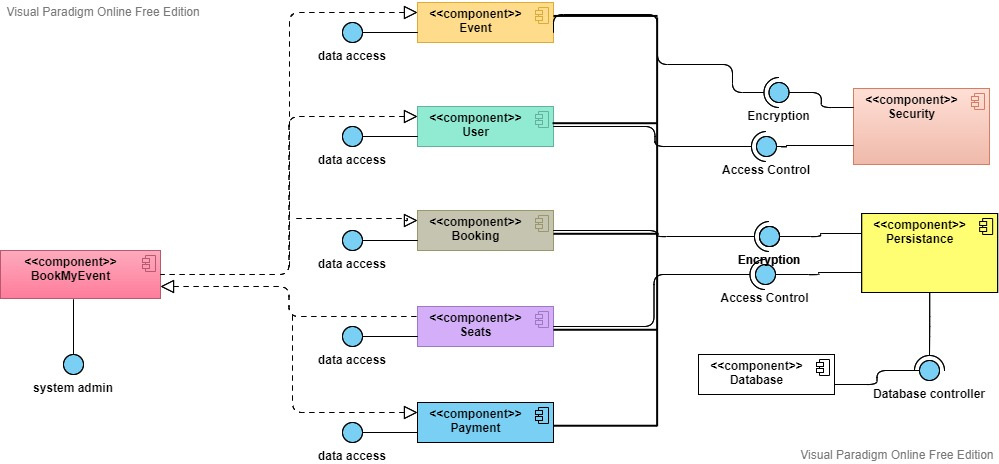 Visual Paradigm Online Free Edition
<<component>>
Event
data access
<<component>>
User
data access
<<component>>
Booking
data access
<<component>>
BookMyEvent
system admin
<<component>>
Seats
data access
<<component>>
Payment
data access
Encryption
<<component>>
Security
Access Control
<<component>>
Persistance
Encryption
Access Control
<<component>>
Database
Database controller
Visual Paradigm Online Free Edition